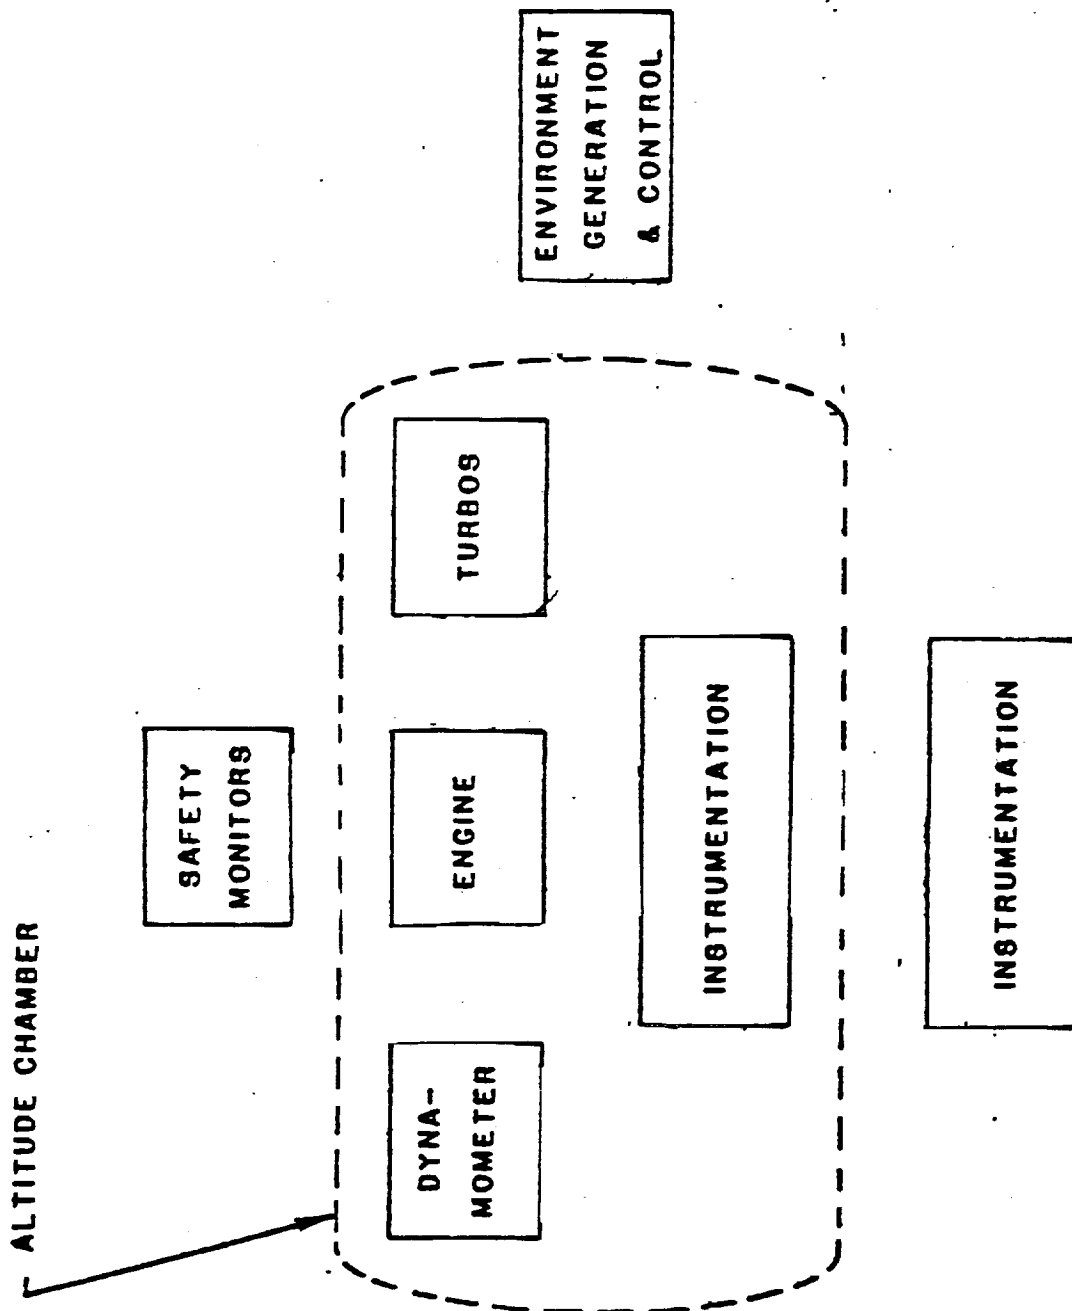 ALTITUDE CHAMBER
SAFETY
MONITORS
DYNA-
MOMETER
ENGINE
TURBOS
INSTRUMENTATION
INSTRUMENTATION
ENVIRONMENT
GENERATION
& CONTROL